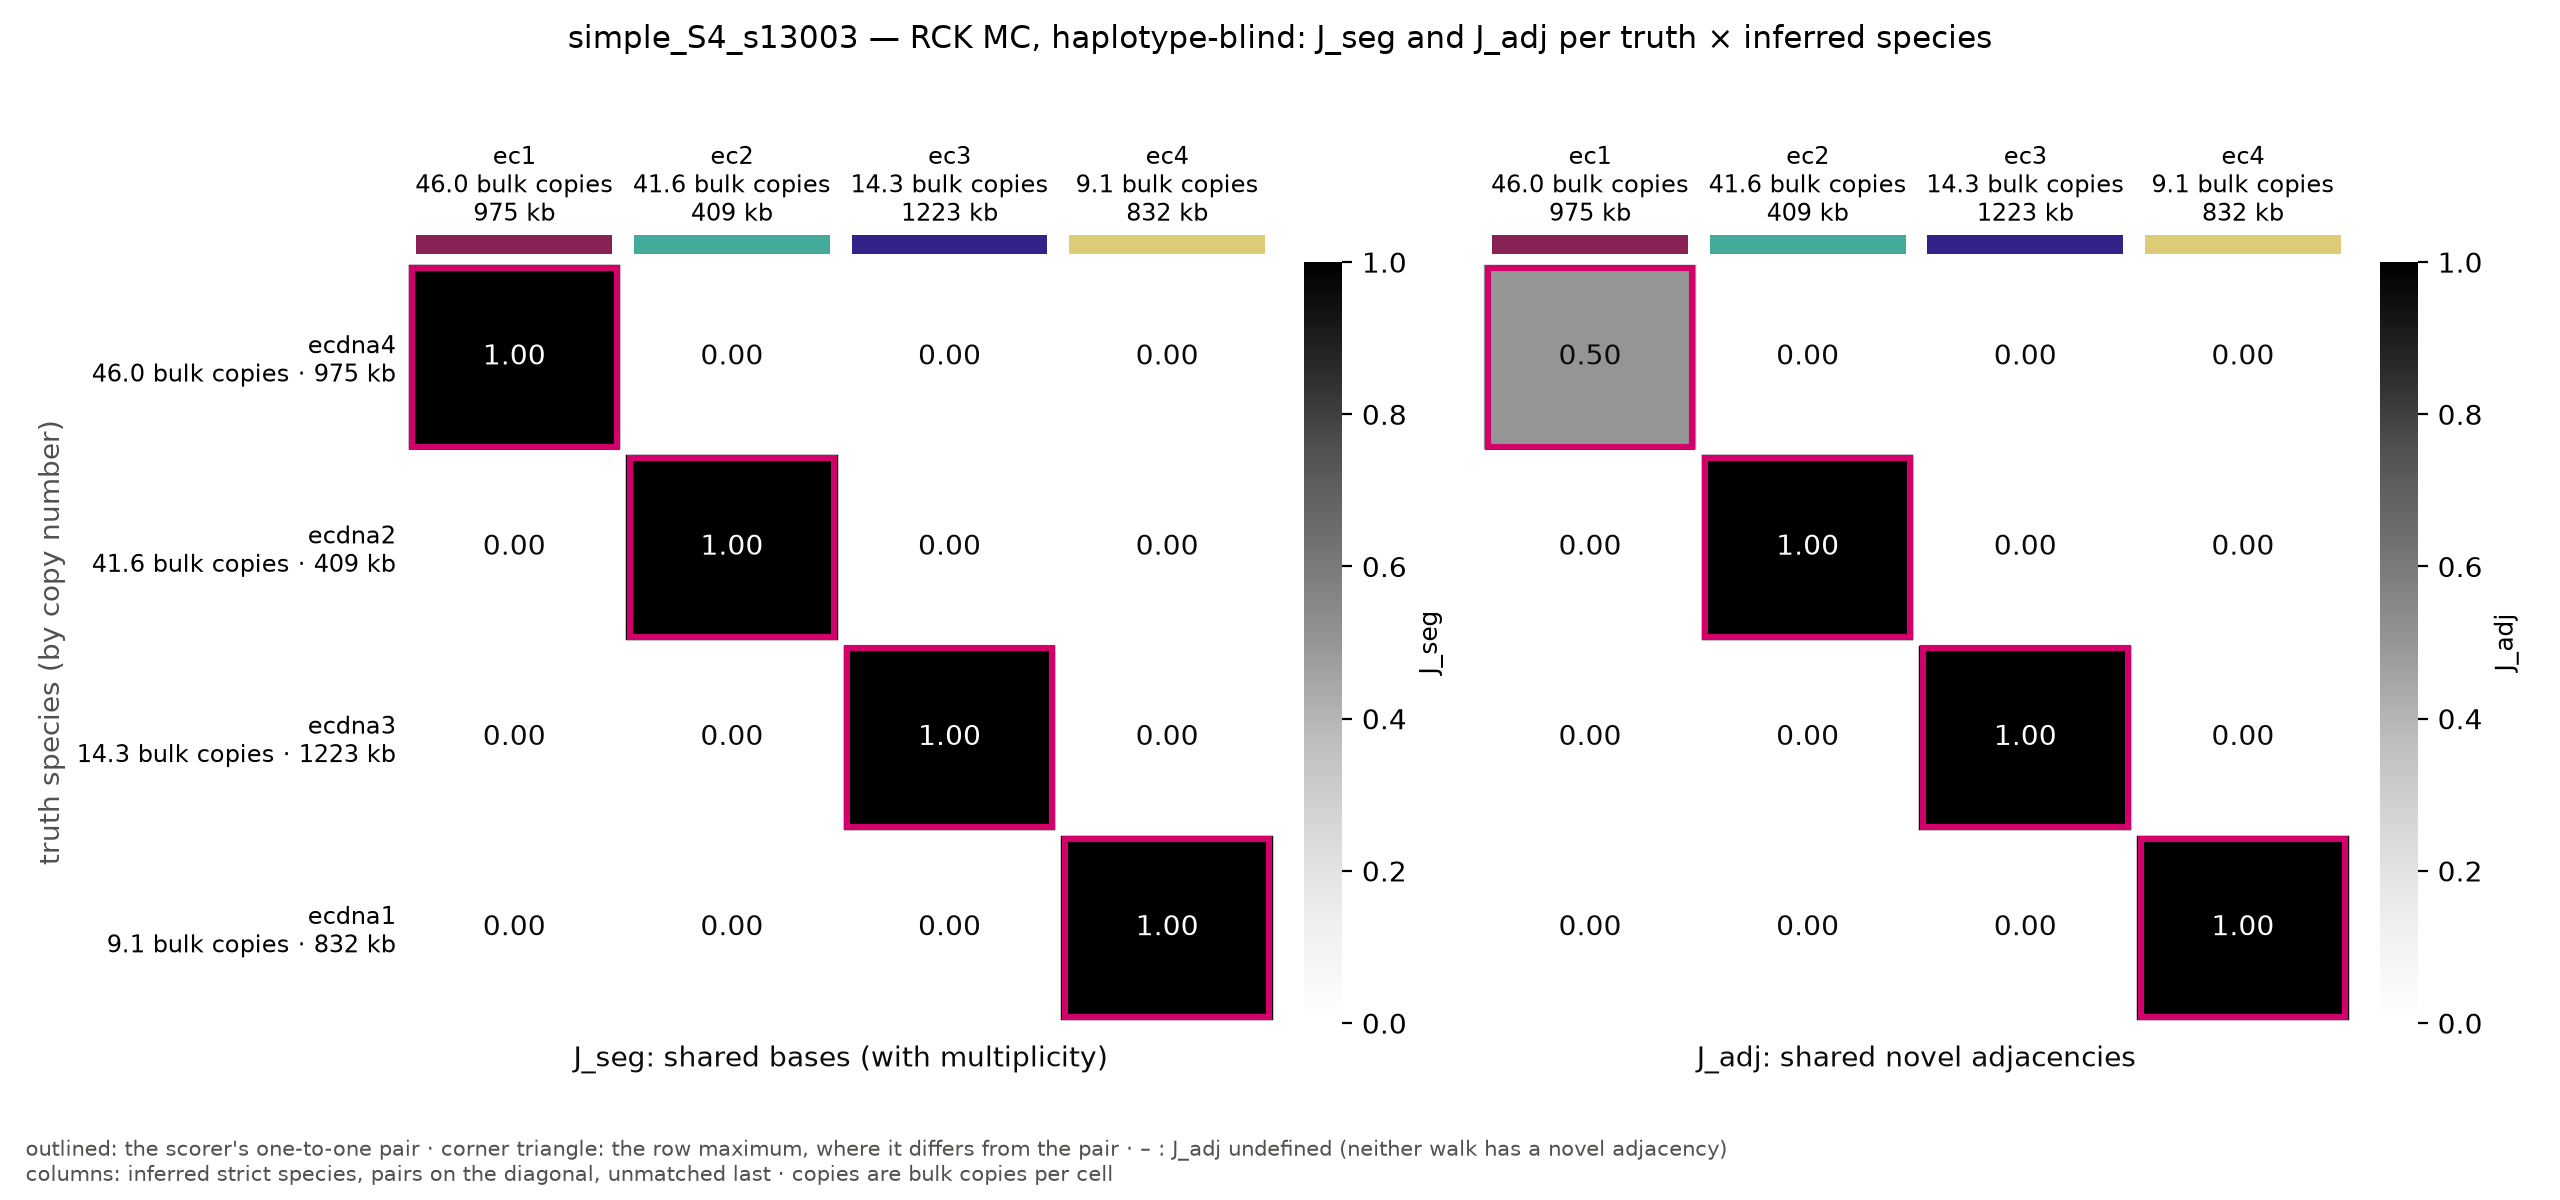 simple_S4_s13003 — RCK MC, haplotype-blind: J_seg and J_adj per truth × inferred species
ec1
46.0 bulk copies
975 kb
ec2
41.6 bulk copies
409 kb
ec3
14.3 bulk copies
1223 kb
ec4
9.1 bulk copies
832 kb
truth species (by copy number)
ecdna4
46.0 bulk copies · 975 kb
1.00 0.00 0.00 0.00
ecdna2
41.6 bulk copies · 409 kb
0.00 1.00 0.00 0.00
ecdna3
14.3 bulk copies · 1223 kb
0.00 0.00 1.00 0.00
ecdna1
9.1 bulk copies · 832 kb
0.00 0.00 0.00 1.00
J_seg: shared bases (with multiplicity)
1.0
0.8
0.6
0.4
0.2
0.0
J_seg
ec1
46.0 bulk copies
975 kb
ec2
41.6 bulk copies
409 kb
ec3
14.3 bulk copies
1223 kb
ec4
9.1 bulk copies
832 kb
0.50 0.00 0.00 0.00
0.00 1.00 0.00 0.00
0.00 0.00 1.00 0.00
0.00 0.00 0.00 1.00
J_adj: shared novel adjacencies
1.0
0.8
0.6
0.4
0.2
0.0
J_adj
outlined: the scorer's one-to-one pair · corner triangle: the row maximum, where it differs from the pair · – : J_adj undefined (neither walk has a novel adjacency)
columns: inferred strict species, pairs on the diagonal, unmatched last · copies are bulk copies per cell